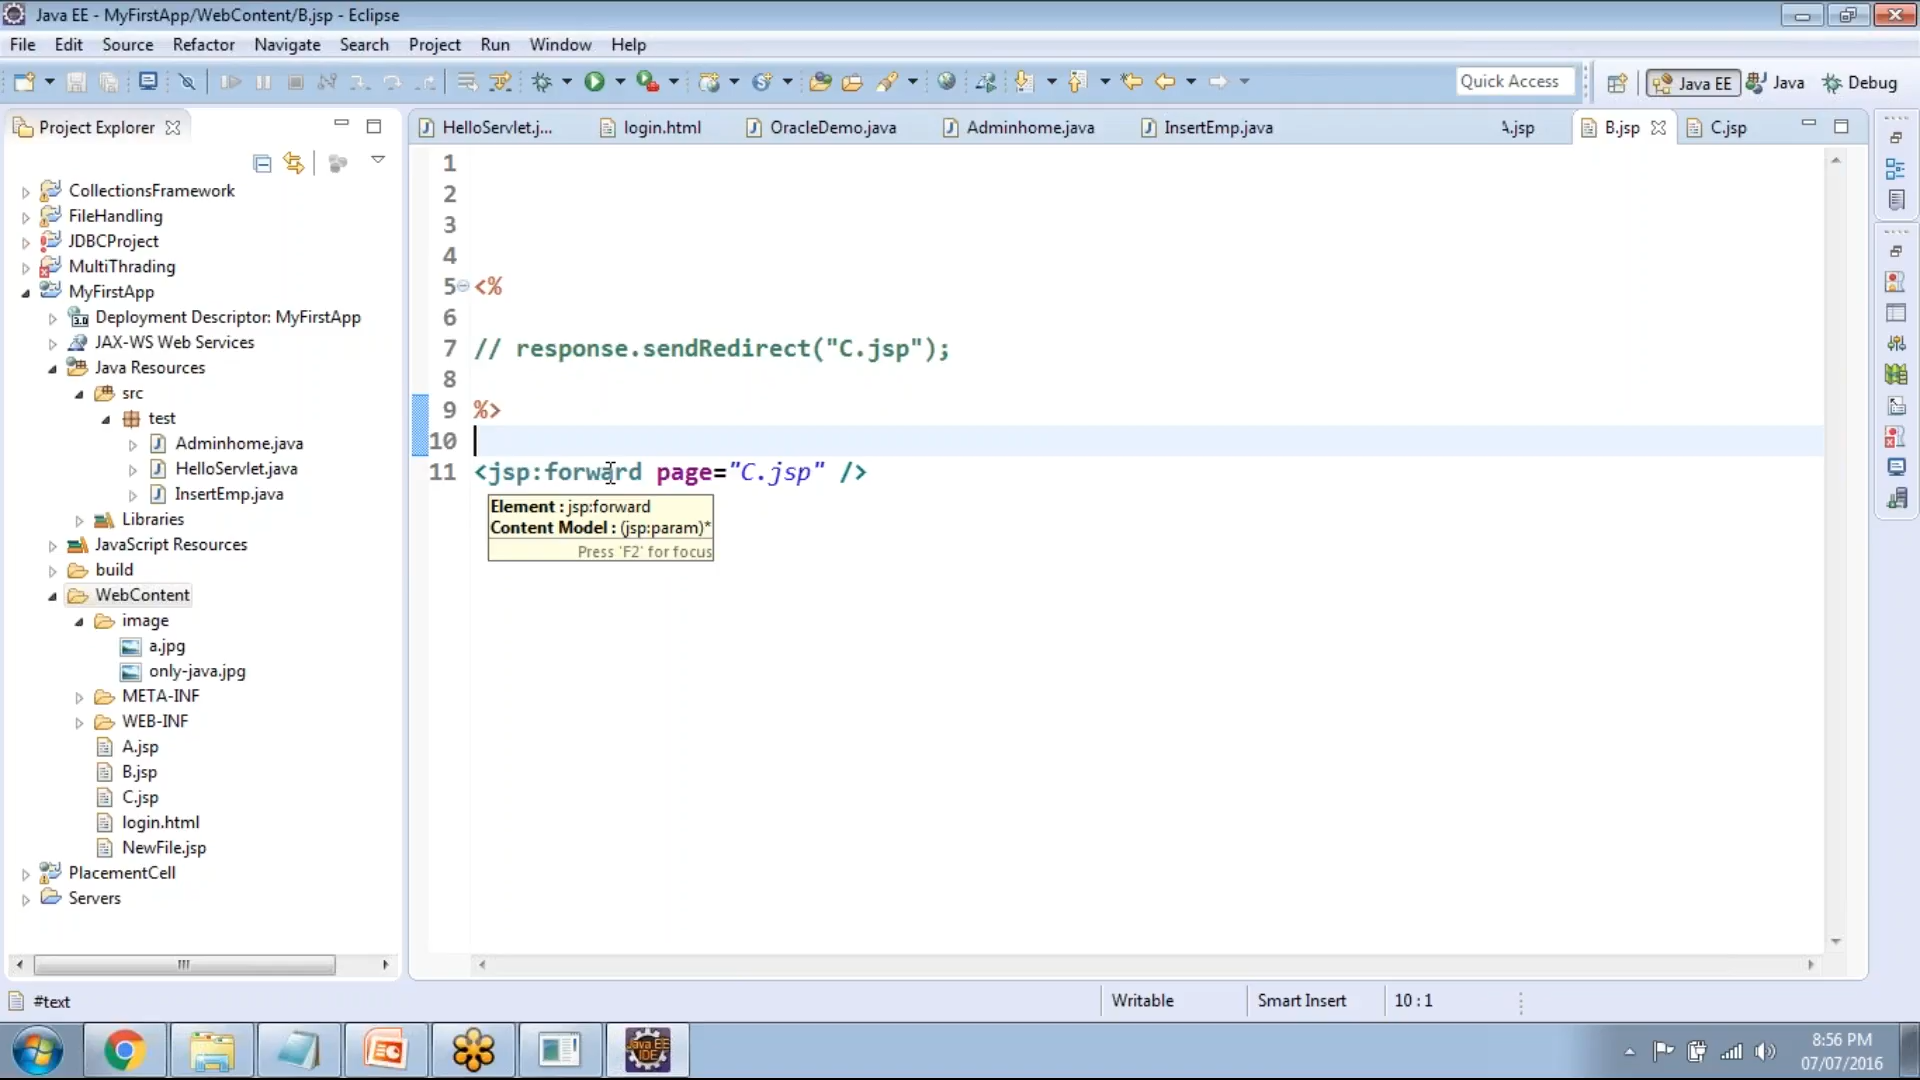 Java EE - MyFirstApp/WebContent/B.jsp - Eclipse
File Edit Source Refactor Navigate Search Project Run Window Help
Quick Access
Java EE
Java
Debug
Project Explorer
HelloServlet.j...
login.html
OracleDemo.java
Adminhome.java
InsertEmp.java
A.jsp
B.jsp
C.jsp
CollectionsFramework
FileHandling
JDBCProject
MultiThrading
MyFirstApp
Deployment Descriptor: MyFirstApp
JAX-WS Web Services
Java Resources
src
test
Adminhome.java
HelloServlet.java
InsertEmp.java
Libraries
JavaScript Resources
build
WebContent
image
a.jpg
only-java.jpg
META-INF
WEB-INF
A.jsp
B.jsp
C.jsp
login.html
NewFile.jsp
PlacementCell
Servers
1
2
3
4
5 <%
6
7 // response.sendRedirect("C.jsp");
8
9 %>
10
11 <jsp:forward page="C.jsp" />
Element : jsp:forward
Content Model : (jsp:param)*
Press 'F2' for focus
#text
Writable
Smart Insert
10 : 1
Java EE
IDE
8:56 PM
07/07/2016